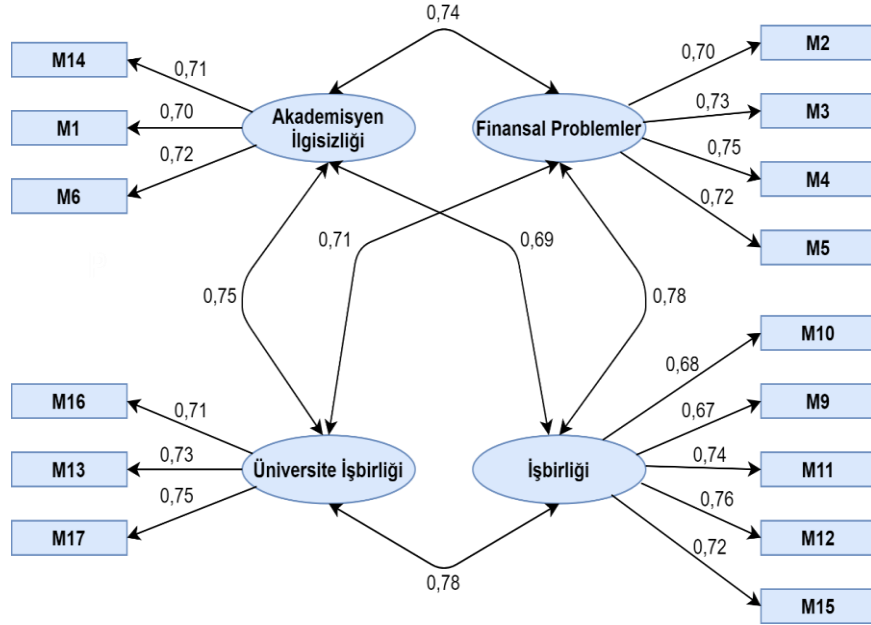 0,74
M14
0,71
M1
0,70
M6
0,72
Akademisyen
İlgisizliği
Finansal Problemler
0,70
M2
0,73
M3
0,75
M4
0,72
M5
0,75
0,71
0,69
0,78
M16
0,71
M13
0,73
M17
0,75
Üniversite İşbirliği
İşbirliği
0,68
M10
0,67
M9
0,74
M11
0,76
M12
0,72
M15
0,78